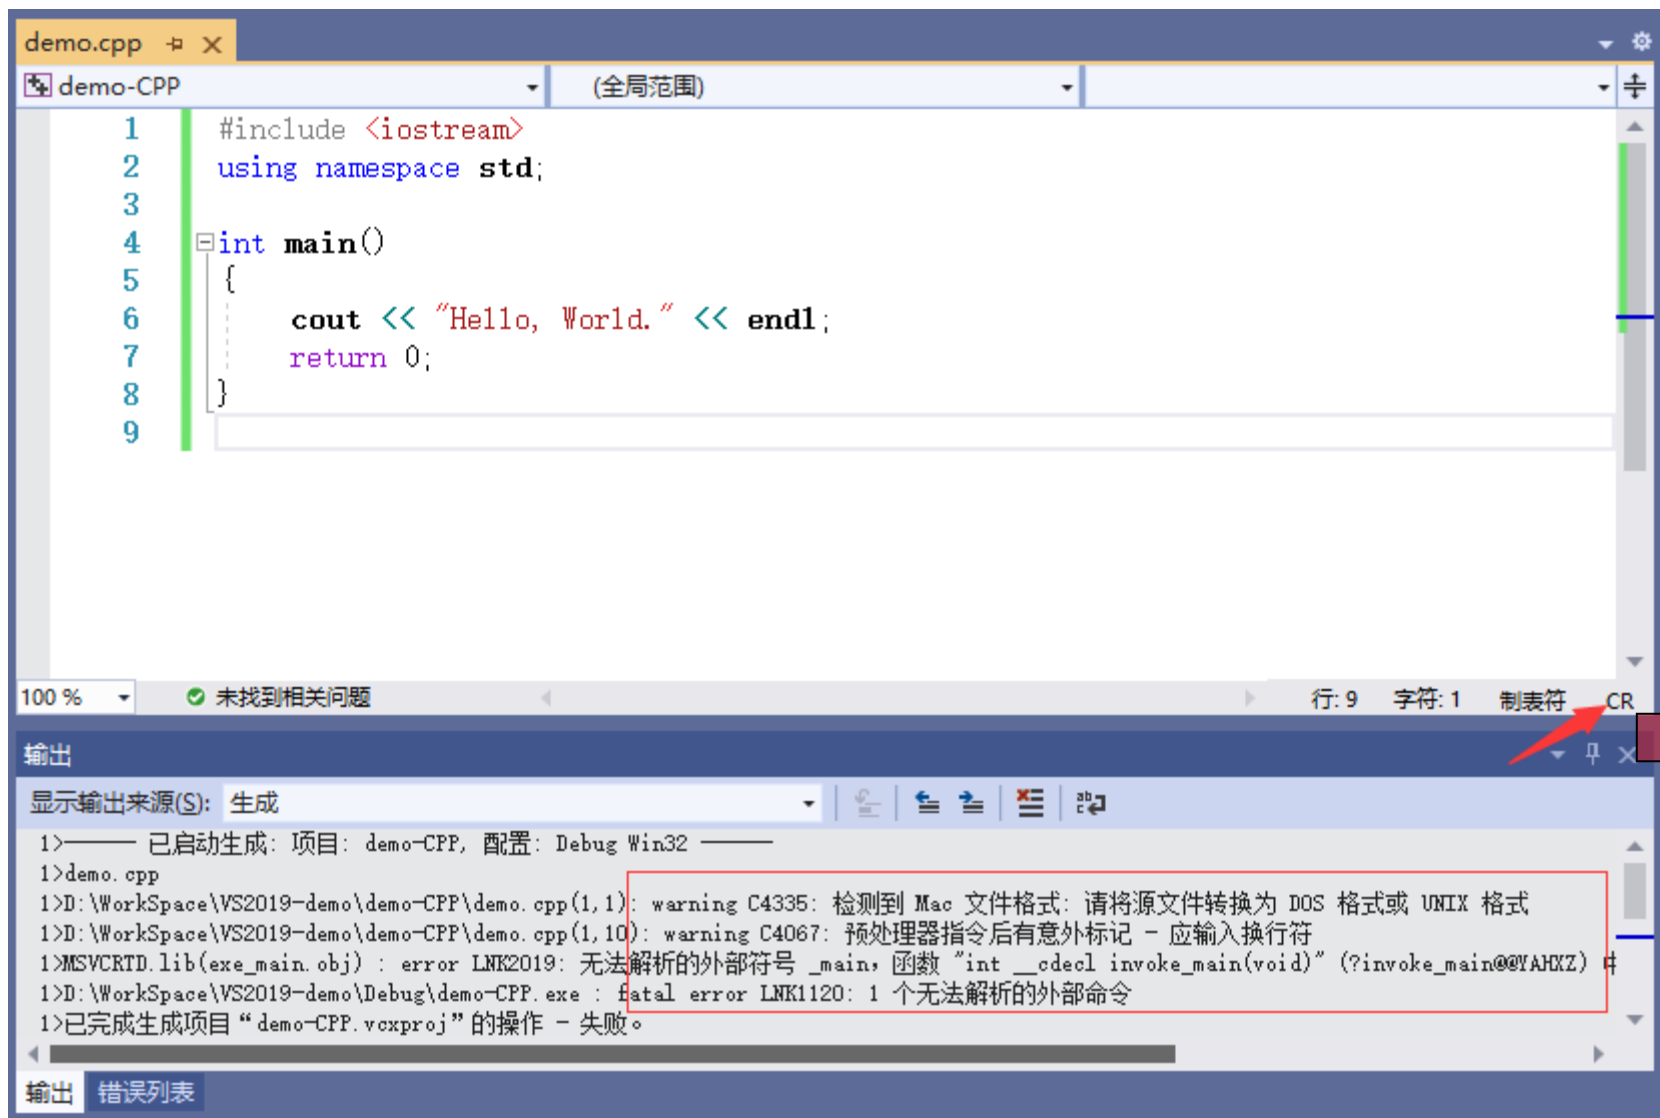 demo.cpp
demo-CPP (全局范围)
1 #include <iostream>
2 using namespace std;
3
4 int main()
5 {
6 cout << "Hello, World." << endl;
7 return 0;
8 }
9
100 % 未找到相关问题 行: 9 字符: 1 制表符 CR
输出
显示输出来源(S): 生成
1>------ 已启动生成: 项目: demo-CPP, 配置: Debug Win32 ------
1>demo.cpp
1>D:\WorkSpace\VS2019-demo\demo-CPP\demo.cpp(1,1): warning C4335: 检测到 Mac 文件格式: 请将源文件转换为 DOS 格式或 UNIX 格式
1>D:\WorkSpace\VS2019-demo\demo-CPP\demo.cpp(1,10): warning C4067: 预处理器指令后有意外标记 - 应输入换行符
1>MSVCRTD.lib(exe_main.obj) : error LNK2019: 无法解析的外部符号 _main，函数 "int __cdecl invoke_main(void)" (?invoke_main@@YAHXZ)
1>D:\WorkSpace\VS2019-demo\Debug\demo-CPP.exe : fatal error LNK1120: 1 个无法解析的外部命令
1>已完成生成项目“demo-CPP.vcxproj”的操作 - 失败。
输出 错误列表